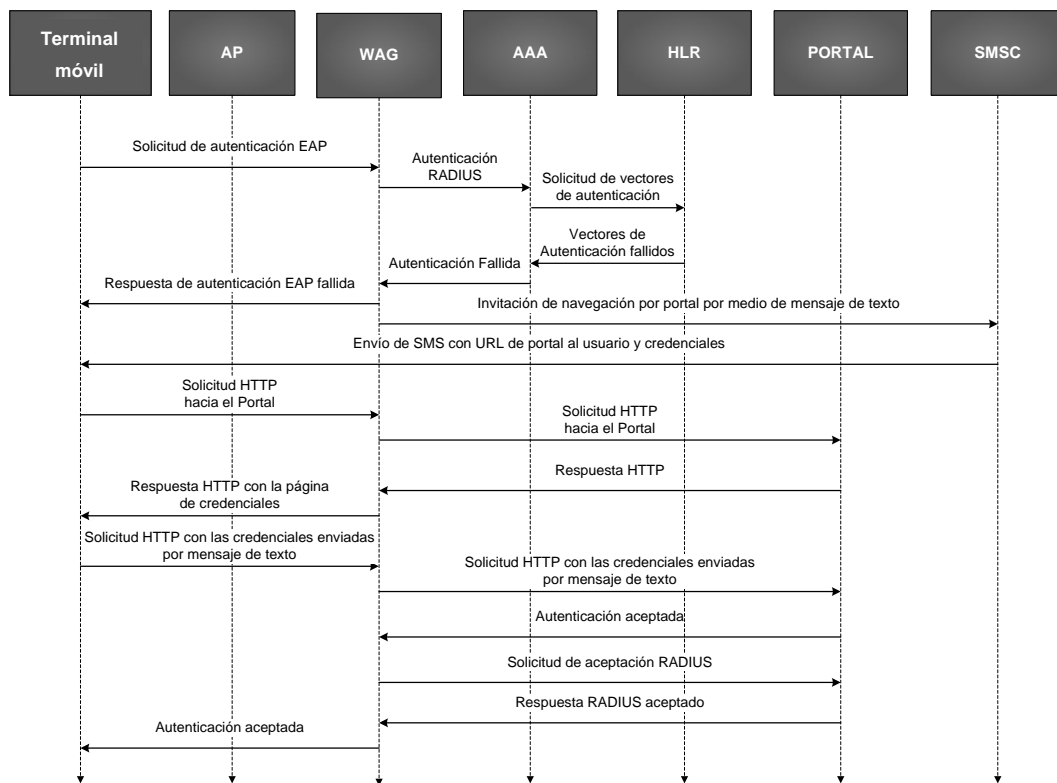 Terminal
móvil
AP
WAG
AAA
HLR
PORTAL
SMSC
Solicitud de autenticación EAP
Autenticación
RADIUS
Solicitud de vectores
de autenticación
Vectores de
Autenticación fallidos
Autenticación Fallida
Respuesta de autenticación EAP fallida
Invitación de navegación por portal por medio de mensaje de texto
Envío de SMS con URL de portal al usuario y credenciales
Solicitud HTTP
hacia el Portal
Solicitud HTTP
hacia el Portal
Respuesta HTTP
Respuesta HTTP con la página
de credenciales
Solicitud HTTP con las credenciales enviadas
por mensaje de texto
Solicitud HTTP con las credenciales enviadas
por mensaje de texto
Autenticación aceptada
Solicitud de aceptación RADIUS
Respuesta RADIUS aceptado
Autenticación aceptada